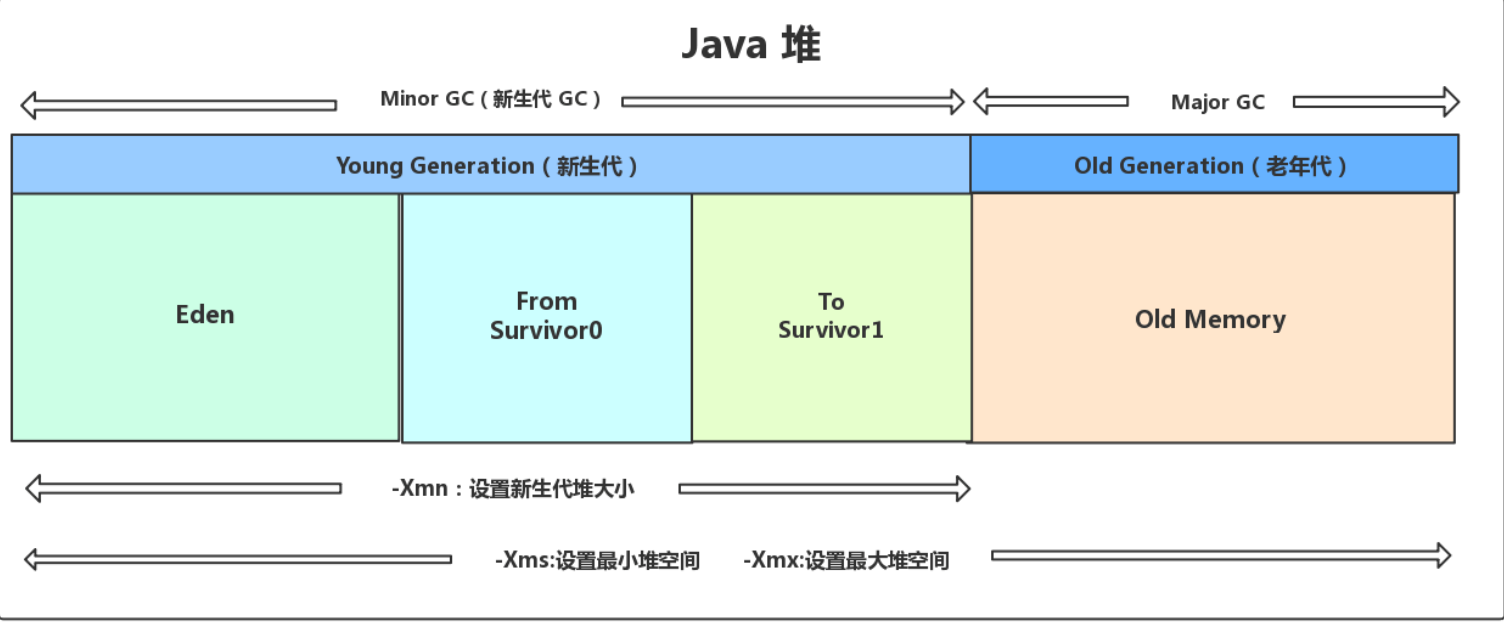 Java 堆
Minor GC ( 新生代 GC )
Major GC
Young Generation ( 新生代 )
Old Generation ( 老年代 )
Eden
From
Survivor0
To
Survivor1
Old Memory
-Xmn : 设置新生代堆大小
-Xms:设置最小堆空间
-Xmx:设置最大堆空间